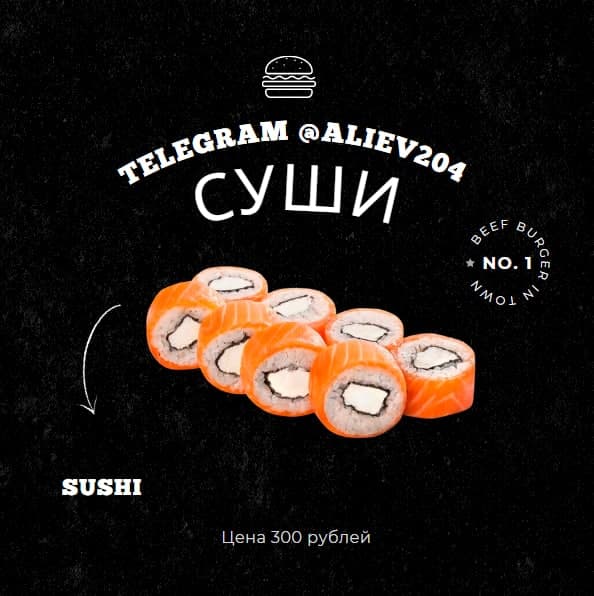 TELEGRAM @ALIEV204
СУШИ
BEEF BURGER IN TOWN
NO. 1
SUSHI
Цена 300 рублей